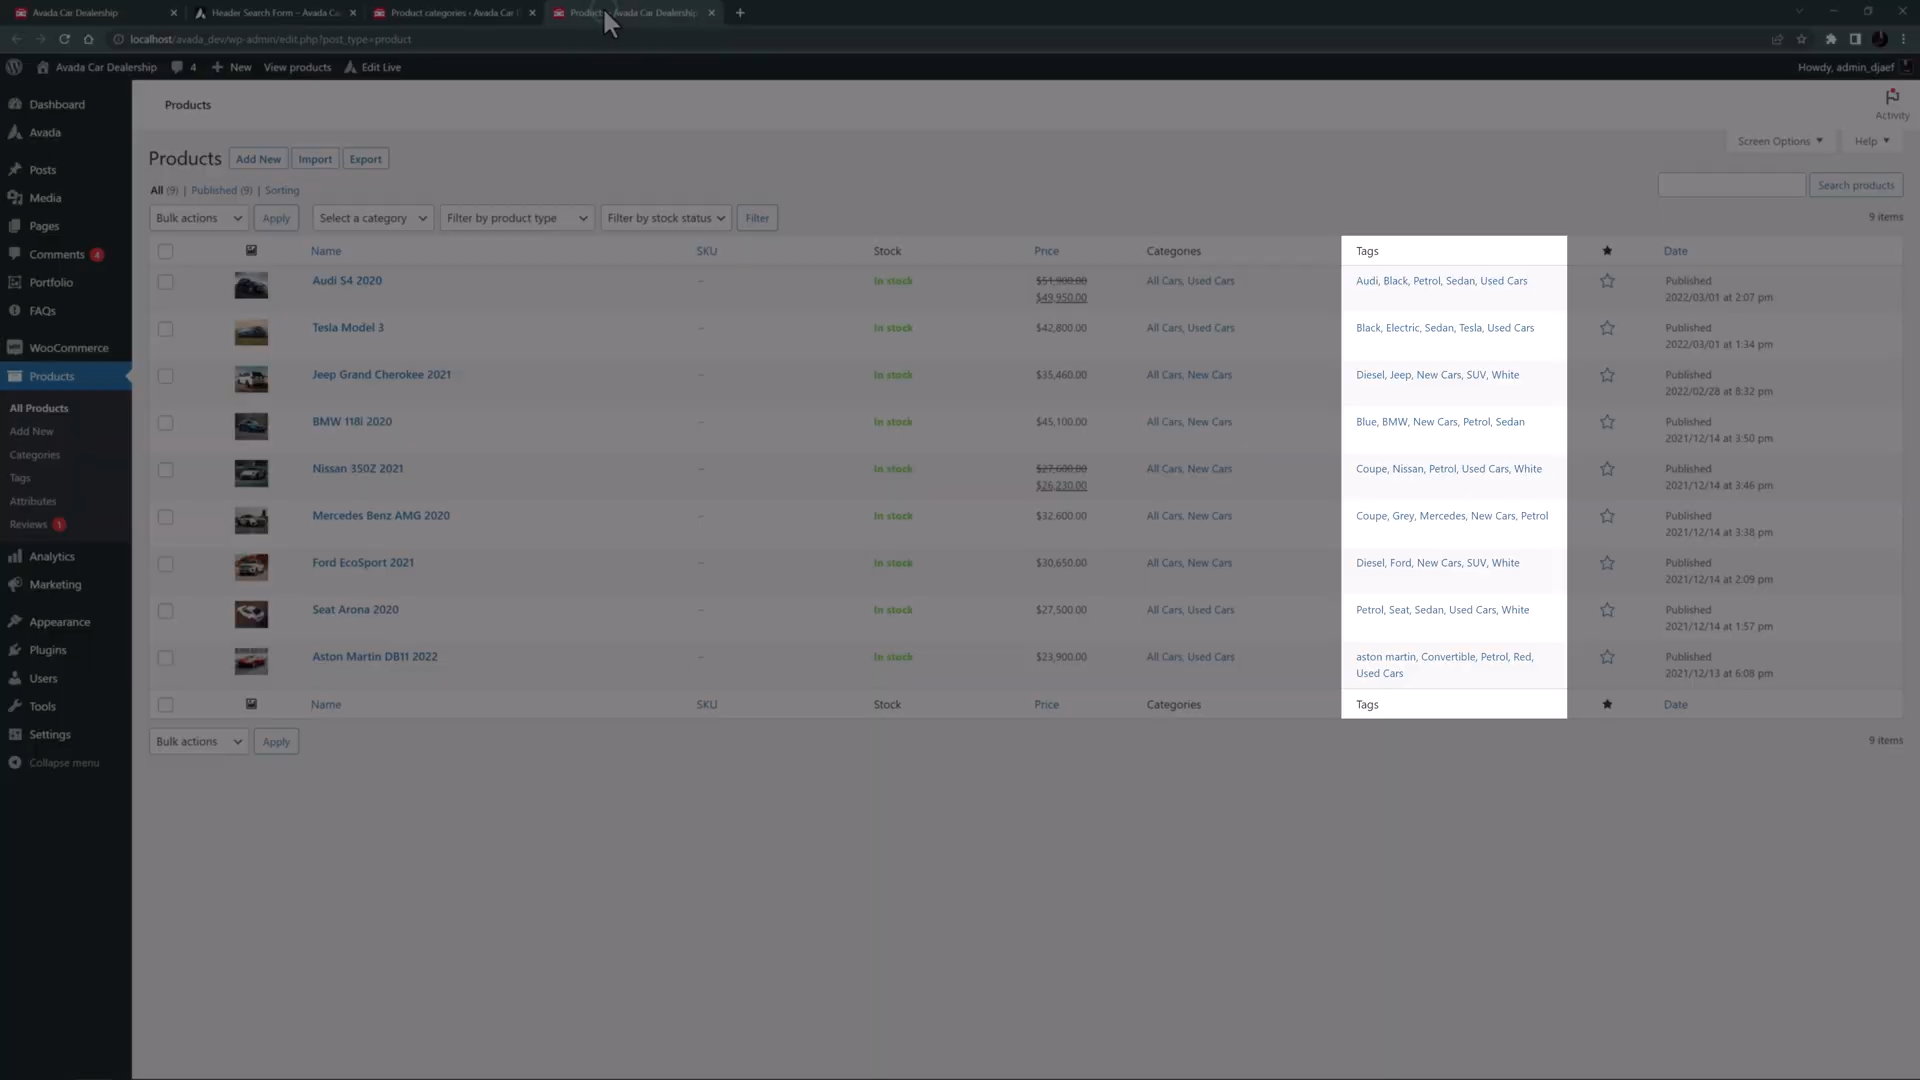 Avada Car Dealership
Header Search Form – Avada Ca
Product categories ‹ Avada Car
Product Avada Car Dealership
localhost/avada_dev/wp-admin/edit.php?post_type=product
Avada Car Dealership 4 New View products Edit Live
Howdy, admin_djaef
Dashboard
Avada
Posts
Media
Pages
Comments 4
Portfolio
FAQs
WooCommerce
Products
All Products
Add New
Categories
Tags
Attributes
Reviews 1
Analytics
Marketing
Appearance
Plugins
Users
Tools
Settings
Collapse menu
Products
Activity
Screen Options
Help
Products Add New Import Export
All (9) | Published (9) | Sorting
Search products
Bulk actions Apply Select a category Filter by product type Filter by stock status Filter
9 items
Name SKU Stock Price Categories Tags Date
Audi S4 2020 – In stock $51,900.00 All Cars, Used Cars Audi, Black, Petrol, Sedan, Used Cars Published
$49,950.00 2022/03/01 at 2:07 pm
Tesla Model 3 – In stock $42,800.00 All Cars, Used Cars Black, Electric, Sedan, Tesla, Used Cars Published
2022/03/01 at 1:34 pm
Jeep Grand Cherokee 2021 – In stock $35,460.00 All Cars, New Cars Diesel, Jeep, New Cars, SUV, White Published
2022/02/28 at 8:32 pm
BMW 118i 2020 – In stock $45,100.00 All Cars, New Cars Blue, BMW, New Cars, Petrol, Sedan Published
2021/12/14 at 3:50 pm
Nissan 350Z 2021 – In stock $27,600.00 All Cars, New Cars Coupe, Nissan, Petrol, Used Cars, White Published
$26,230.00 2021/12/14 at 3:46 pm
Mercedes Benz AMG 2020 – In stock $32,600.00 All Cars, New Cars Coupe, Grey, Mercedes, New Cars, Petrol Published
2021/12/14 at 3:38 pm
Ford EcoSport 2021 – In stock $30,650.00 All Cars, New Cars Diesel, Ford, New Cars, SUV, White Published
2021/12/14 at 2:09 pm
Seat Arona 2020 – In stock $27,500.00 All Cars, Used Cars Petrol, Seat, Sedan, Used Cars, White Published
2021/12/14 at 1:57 pm
Aston Martin DB11 2022 – In stock $23,900.00 All Cars, Used Cars aston martin, Convertible, Petrol, Red, Published
Used Cars 2021/12/13 at 6:08 pm
Name SKU Stock Price Categories Tags Date
Bulk actions Apply
9 items